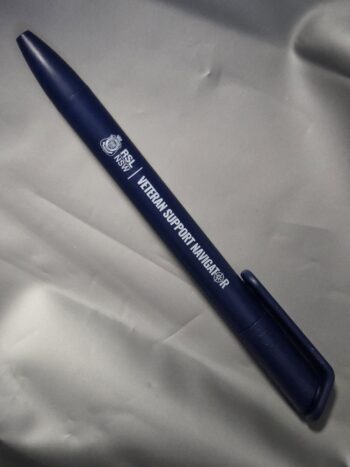 RSL
NSW
VETERAN SUPPORT NAVIGATOR